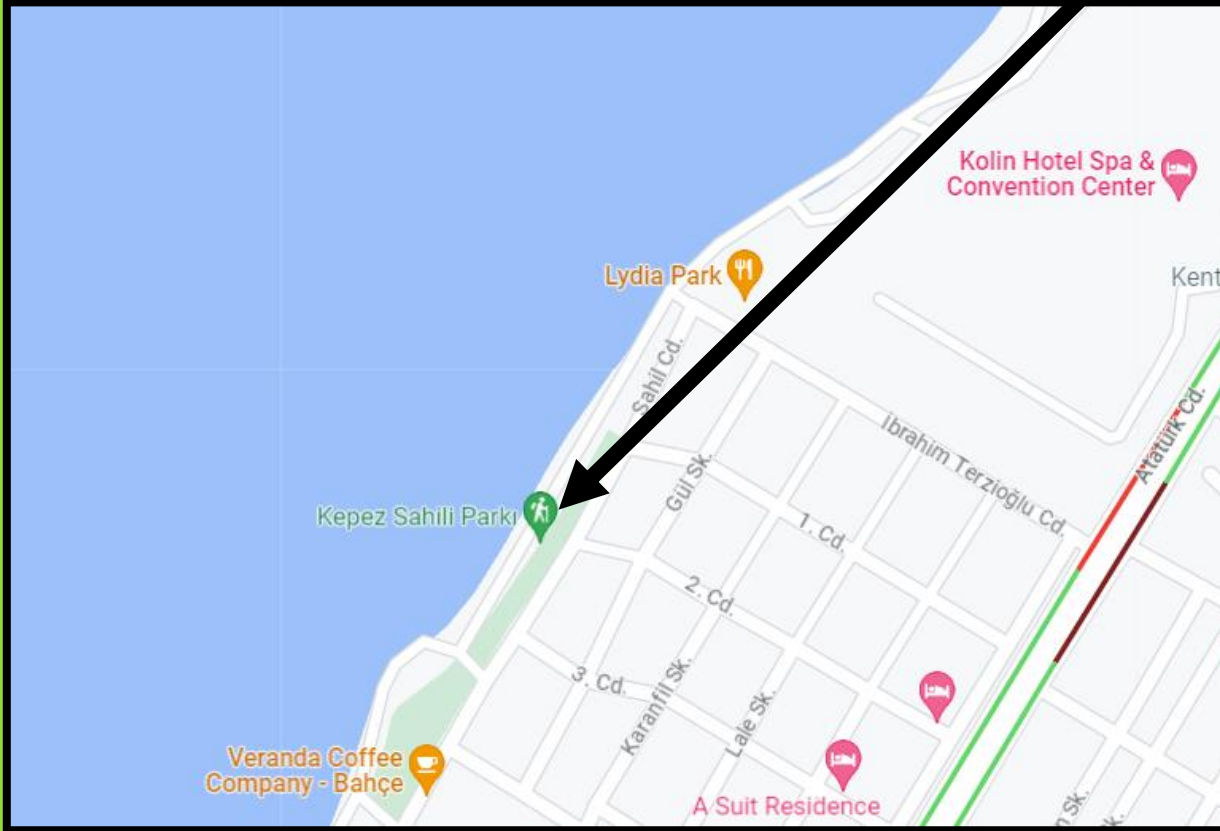 Kolin Hotel Spa &
Convention Center
Lydia Park
Kent
Sahil Cd.
Atatürk Cd.
İbrahim Terzioğlu Cd.
Gül Sk.
Kepez Sahili Parkı
1. Cd.
2. Cd.
3. Cd.
Karanfil Sk.
Lale Sk.
Veranda Coffee
Company - Bahçe
A Suit Residence
Sk.